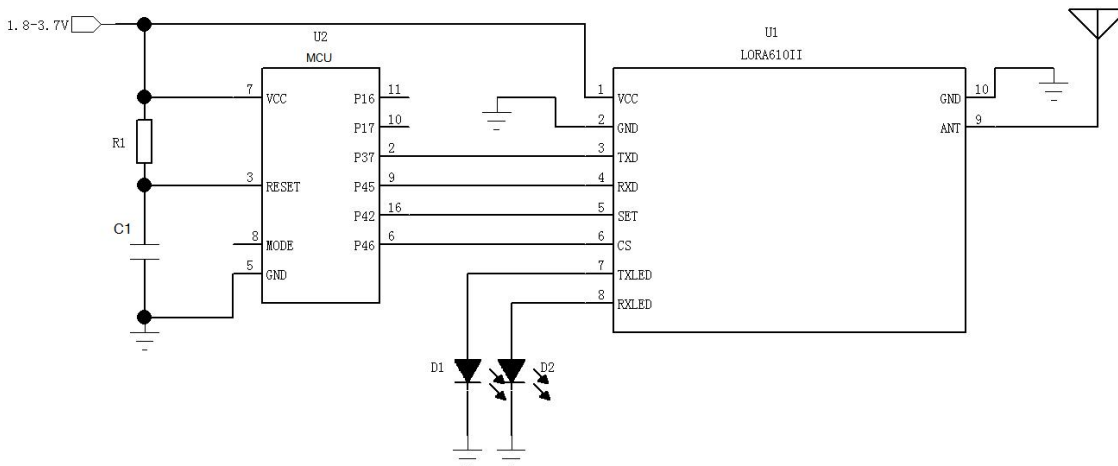 1.8-3.7V
U2
MCU
U1
LORA610II
7 VCC P16 11
P17 10
P37 2
3 RESET P45 9
P42 16
8 MODE P46 6
5 GND
R1
C1
1 VCC GND 10
2 GND ANT 9
3 TXD
4 RXD
5 SET
6 CS
7 TXLED
8 RXLED
D1 D2